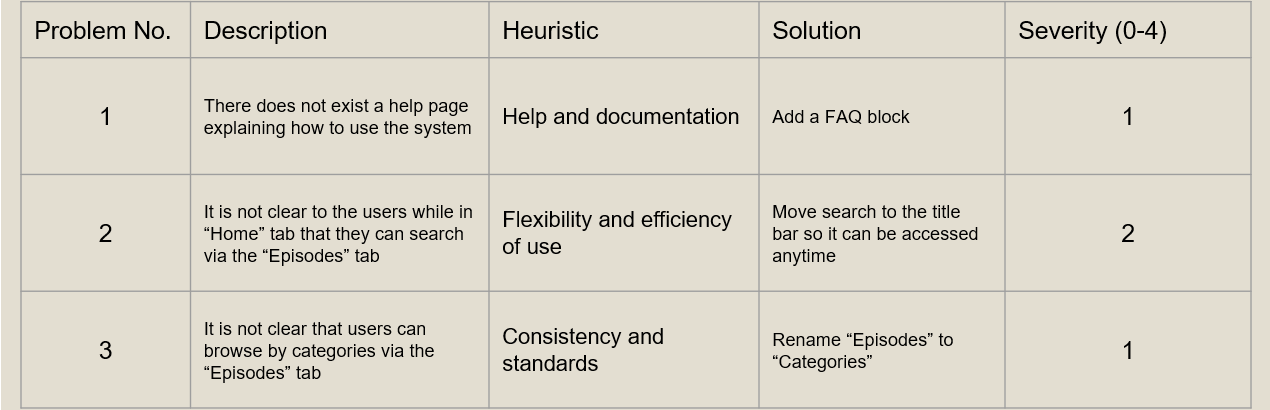 Problem No. Description Heuristic Solution Severity (0-4)
1
There does not exist a help page
explaining how to use the system
Help and documentation
Add a FAQ block
1
2
It is not clear to the users while in
“Home” tab that they can search
via the “Episodes” tab
Flexibility and efficiency
of use
Move search to the title
bar so it can be accessed
anytime
2
3
It is not clear that users can
browse by categories via the
“Episodes” tab
Consistency and
standards
Rename “Episodes” to
“Categories”
1